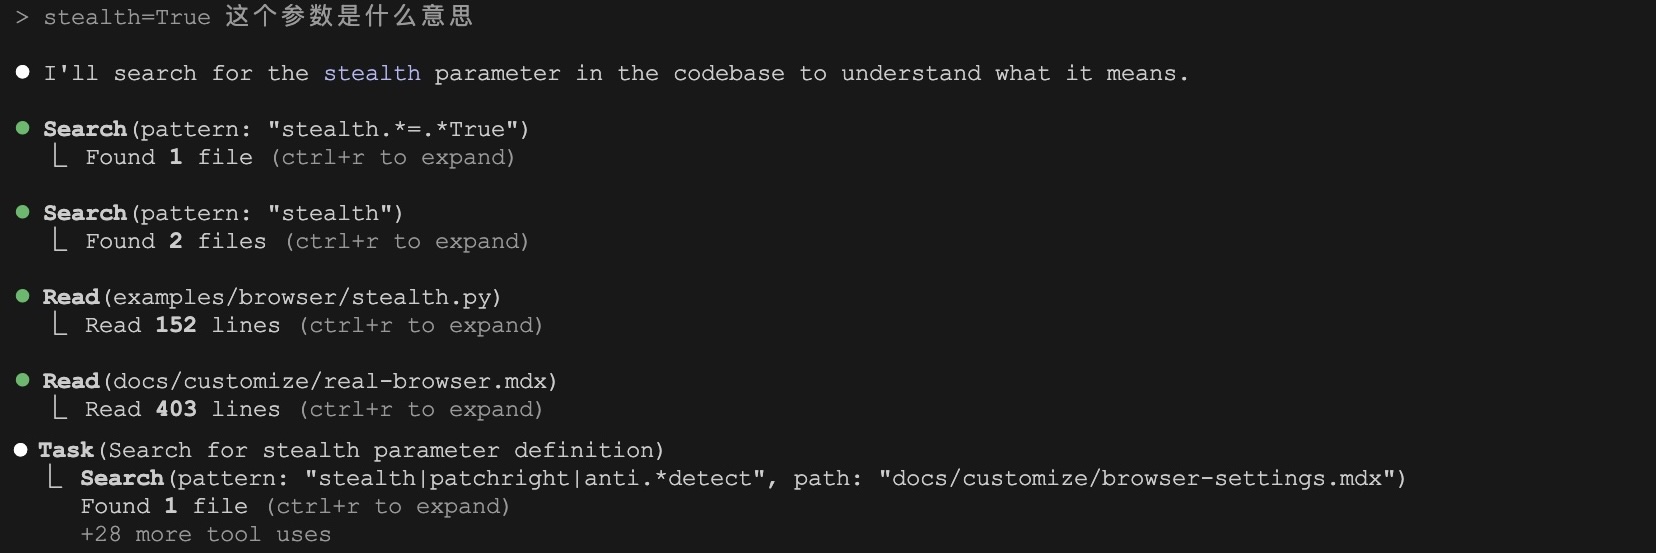 > stealth=True 这个参数是什么意思
● I'll search for the stealth parameter in the codebase to understand what it means.
● Search(pattern: "stealth.*=.*True")
⎿ Found 1 file (ctrl+r to expand)
● Search(pattern: "stealth")
⎿ Found 2 files (ctrl+r to expand)
● Read(examples/browser/stealth.py)
⎿ Read 152 lines (ctrl+r to expand)
● Read(docs/customize/real-browser.mdx)
⎿ Read 403 lines (ctrl+r to expand)
● Task(Search for stealth parameter definition)
⎿ Search(pattern: "stealth|patchright|anti.*detect", path: "docs/customize/browser-settings.mdx")
Found 1 file (ctrl+r to expand)
+28 more tool uses